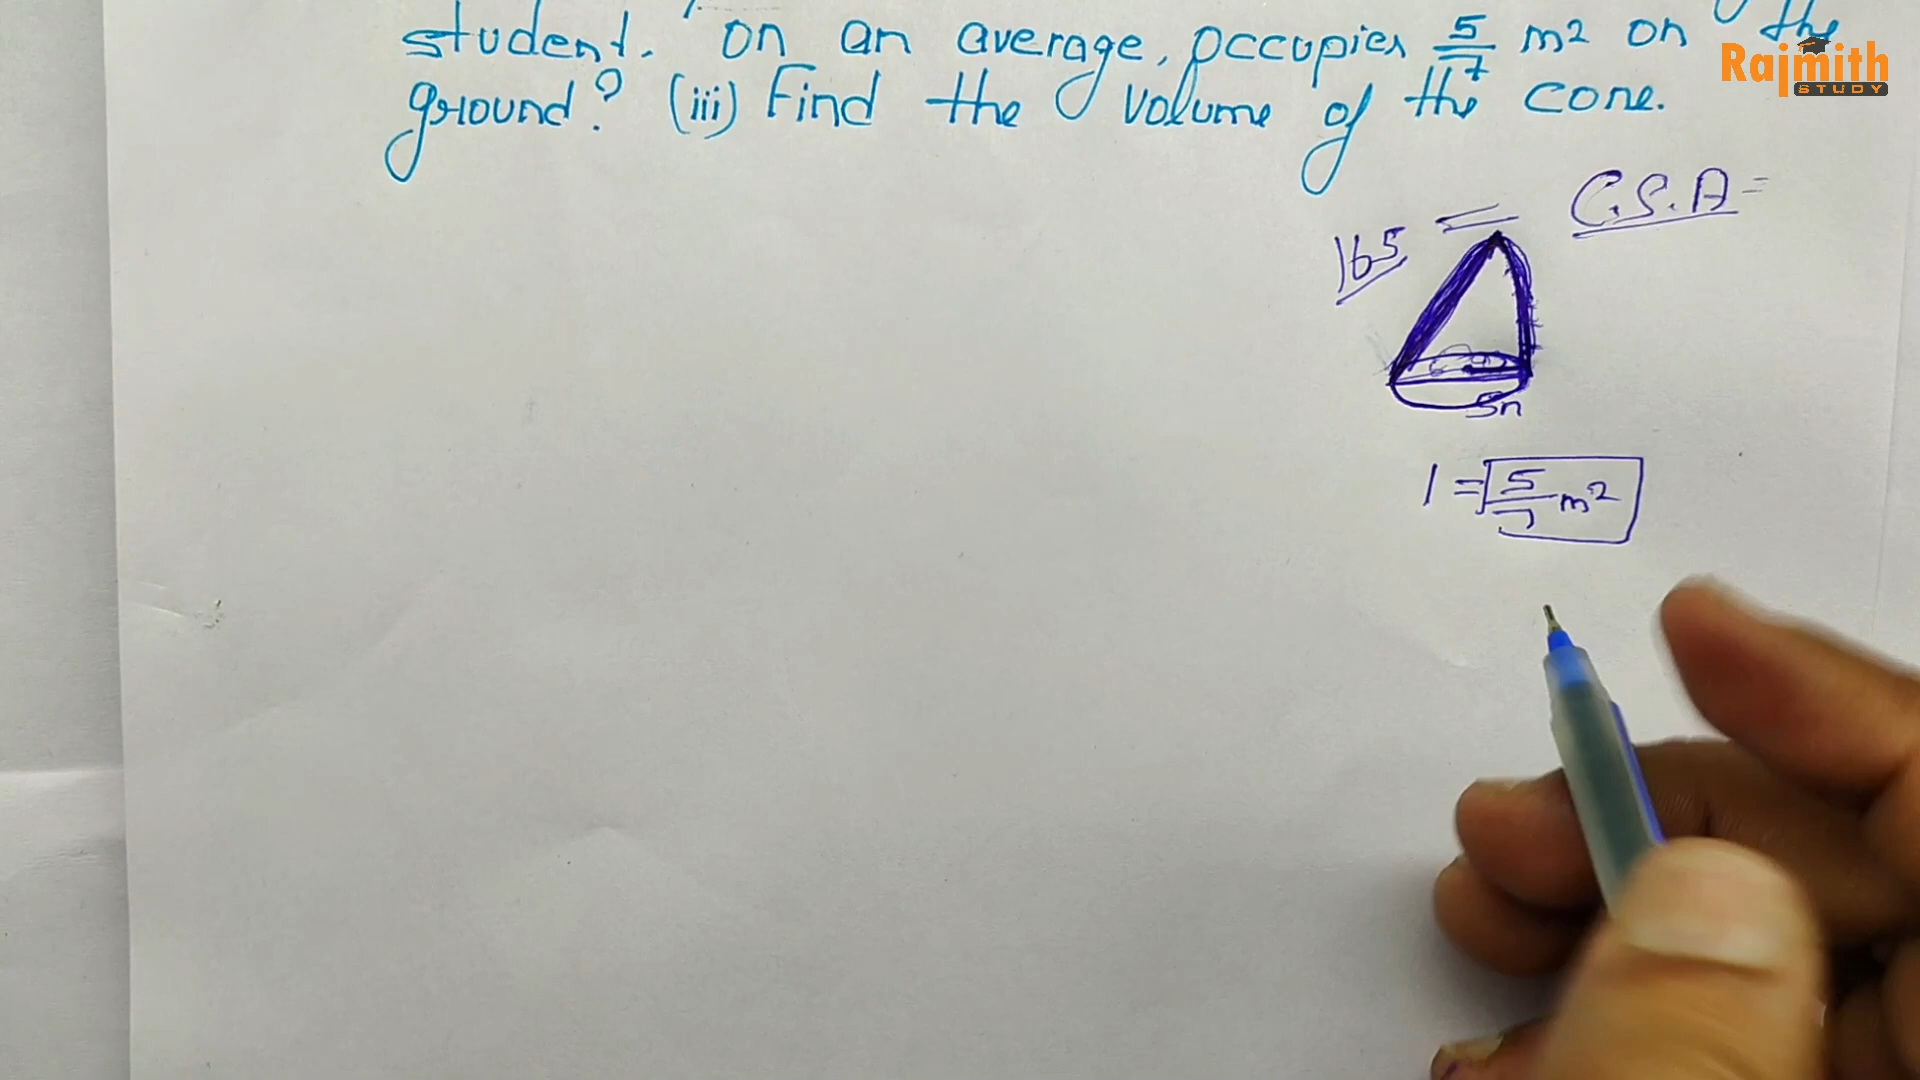 student. on an average, occupies 5/7 m² on the
ground? (iii) Find the volume of the cone.
Rajmith
STUDY
C.S.A =
165
5n
1 = 5/7 m²